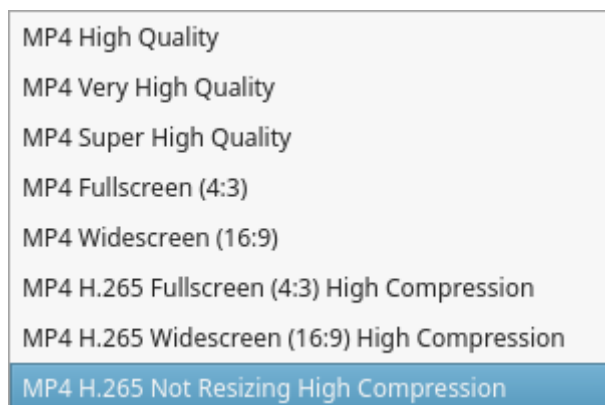 MP4 High Quality
MP4 Very High Quality
MP4 Super High Quality
MP4 Fullscreen (4:3)
MP4 Widescreen (16:9)
MP4 H.265 Fullscreen (4:3) High Compression
MP4 H.265 Widescreen (16:9) High Compression
MP4 H.265 Not Resizing High Compression